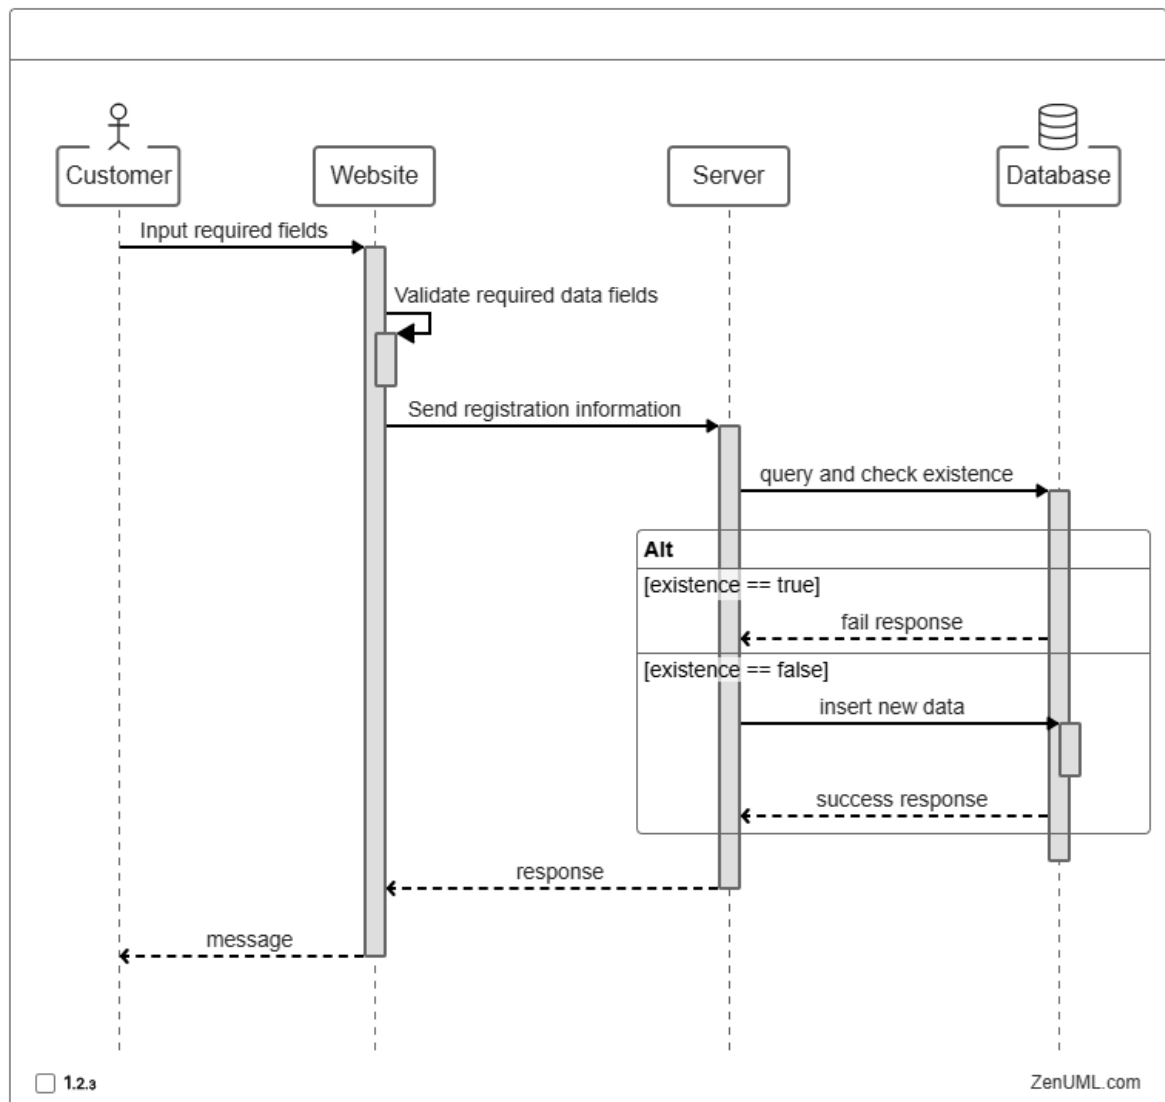 Customer
Website
Server
Database
Input required fields
Validate required data fields
Send registration information
query and check existence
Alt
[existence == true]
fail response
[existence == false]
insert new data
success response
response
message
1.2.3
ZenUML.com